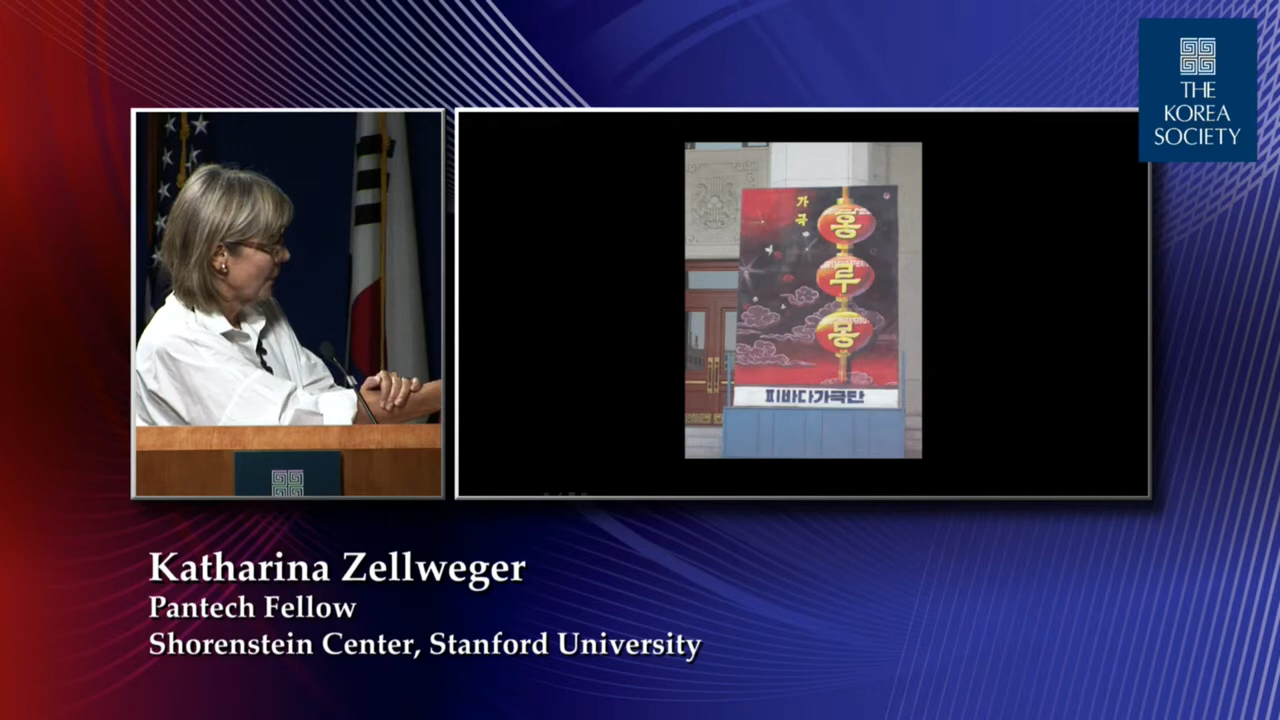 THE
KOREA
SOCIETY
가극
홍루몽
피바다가극단
Katharina Zellweger
Pantech Fellow
Shorenstein Center, Stanford University